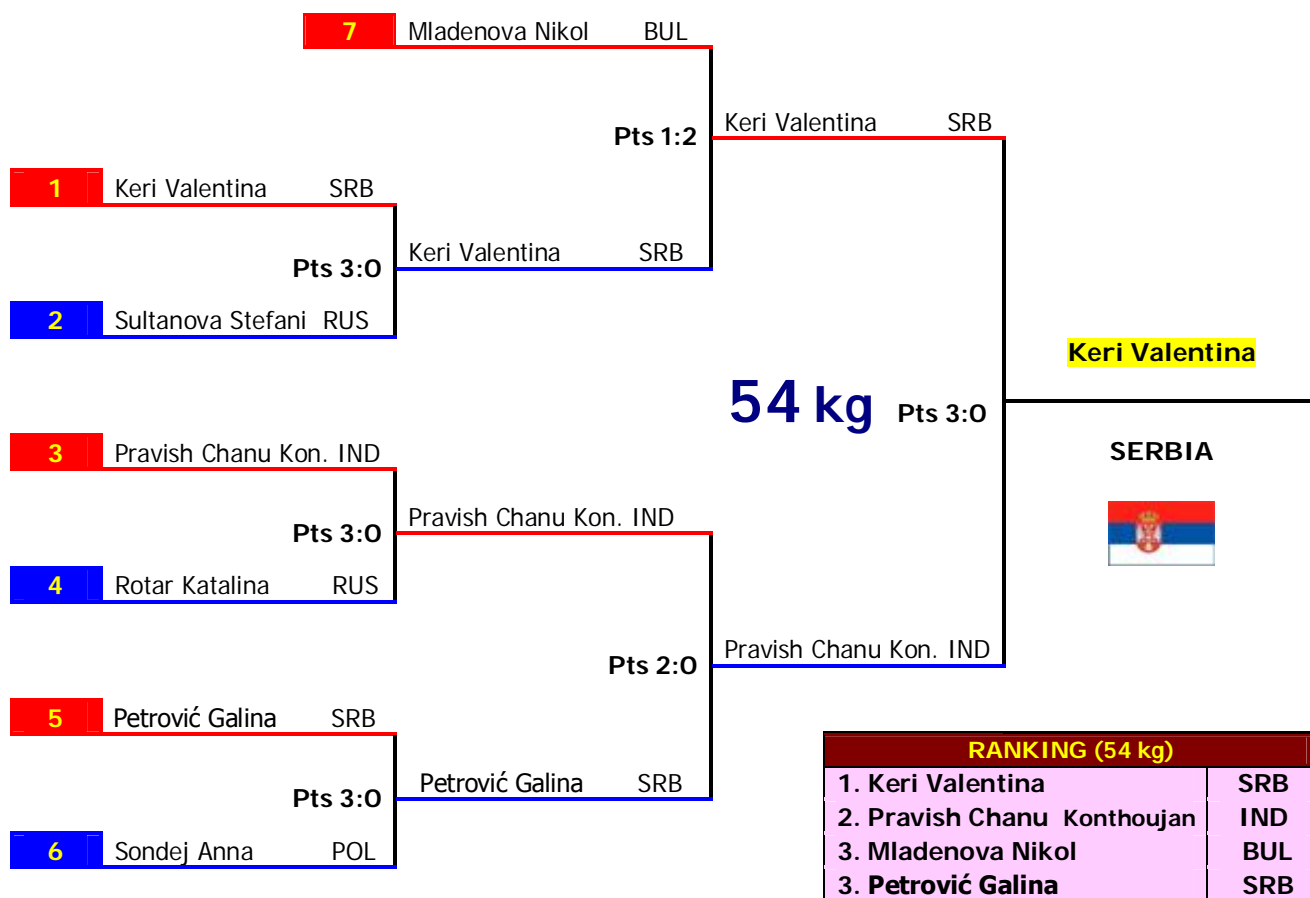 7 Mladenova Nikol BUL
Pts 1:2
Keri Valentina SRB
1 Keri Valentina SRB
Pts 3:0
Keri Valentina SRB
2 Sultanova Stefani RUS
Keri Valentina
54 kg Pts 3:0
SERBIA
3 Pravish Chanu Kon. IND
Pts 3:0
Pravish Chanu Kon. IND
4 Rotar Katalina RUS
Pts 2:0
Pravish Chanu Kon. IND
5 Petrović Galina SRB
Pts 3:0
Petrović Galina SRB
6 Sondej Anna POL
RANKING (54 kg)
1. Keri Valentina SRB
2. Pravish Chanu Konthoujan IND
3. Mladenova Nikol BUL
3. Petrović Galina SRB